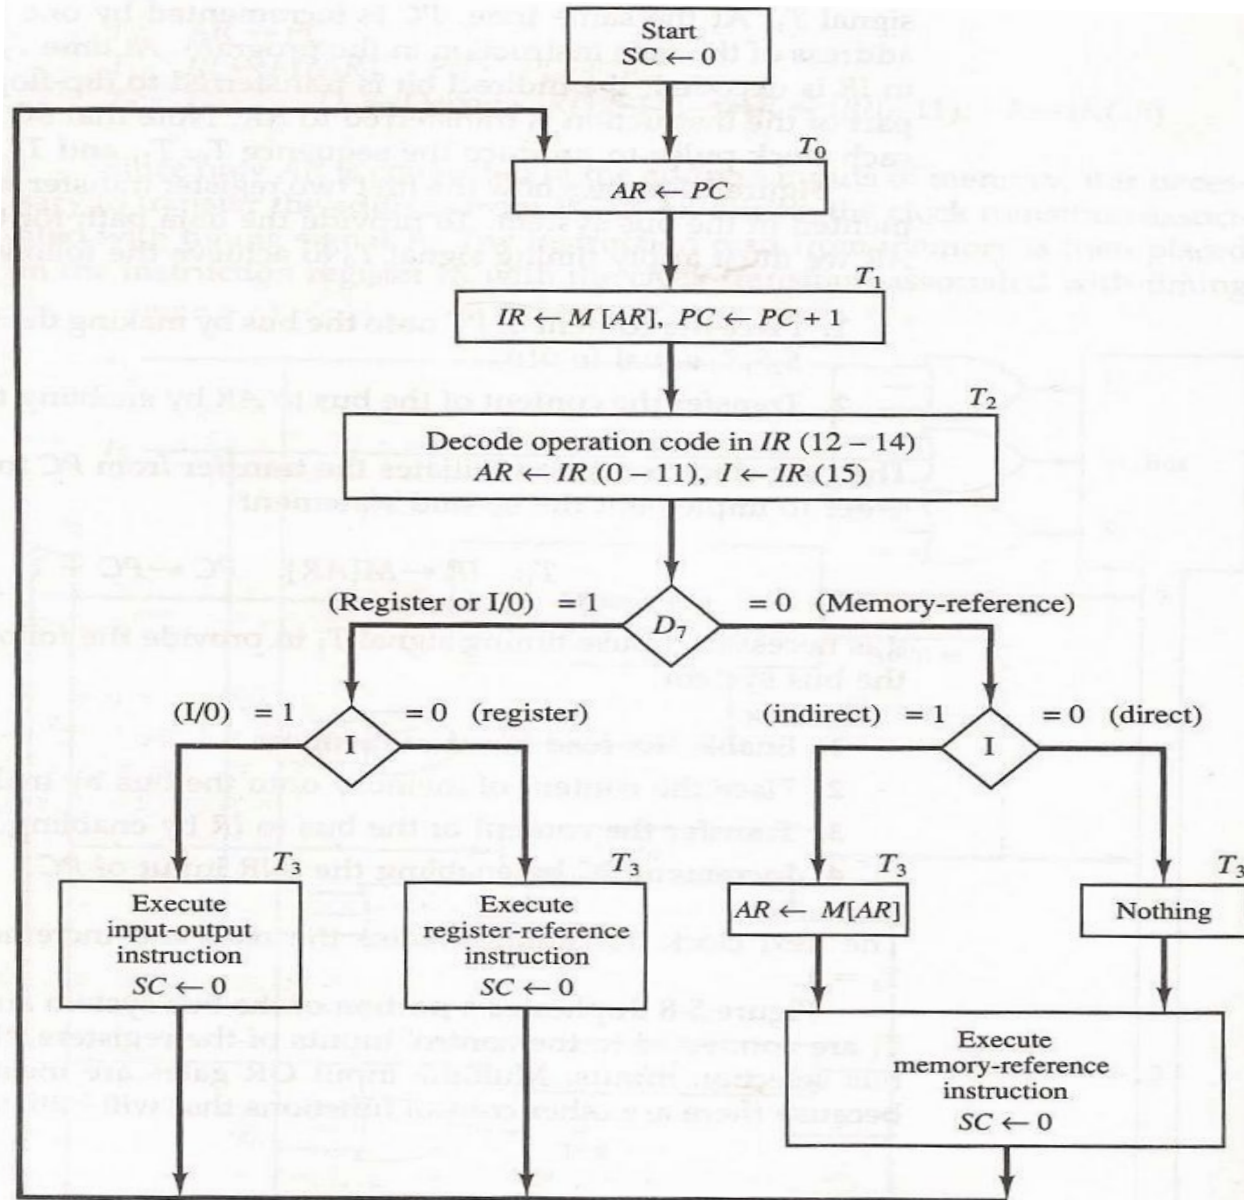 Start
SC ← 0
T0
AR ← PC
T1
IR ← M [AR], PC ← PC + 1
T2
Decode operation code in IR (12 – 14)
AR ← IR (0 – 11), I ← IR (15)
(Register or I/0) = 1
D7
= 0 (Memory-reference)
(I/0) = 1
I
= 0 (register)
(indirect) = 1
I
= 0 (direct)
T3
Execute
input-output
instruction
SC ← 0
T3
Execute
register-reference
instruction
SC ← 0
T3
AR ← M[AR]
T3
Nothing
Execute
memory-reference
instruction
SC ← 0